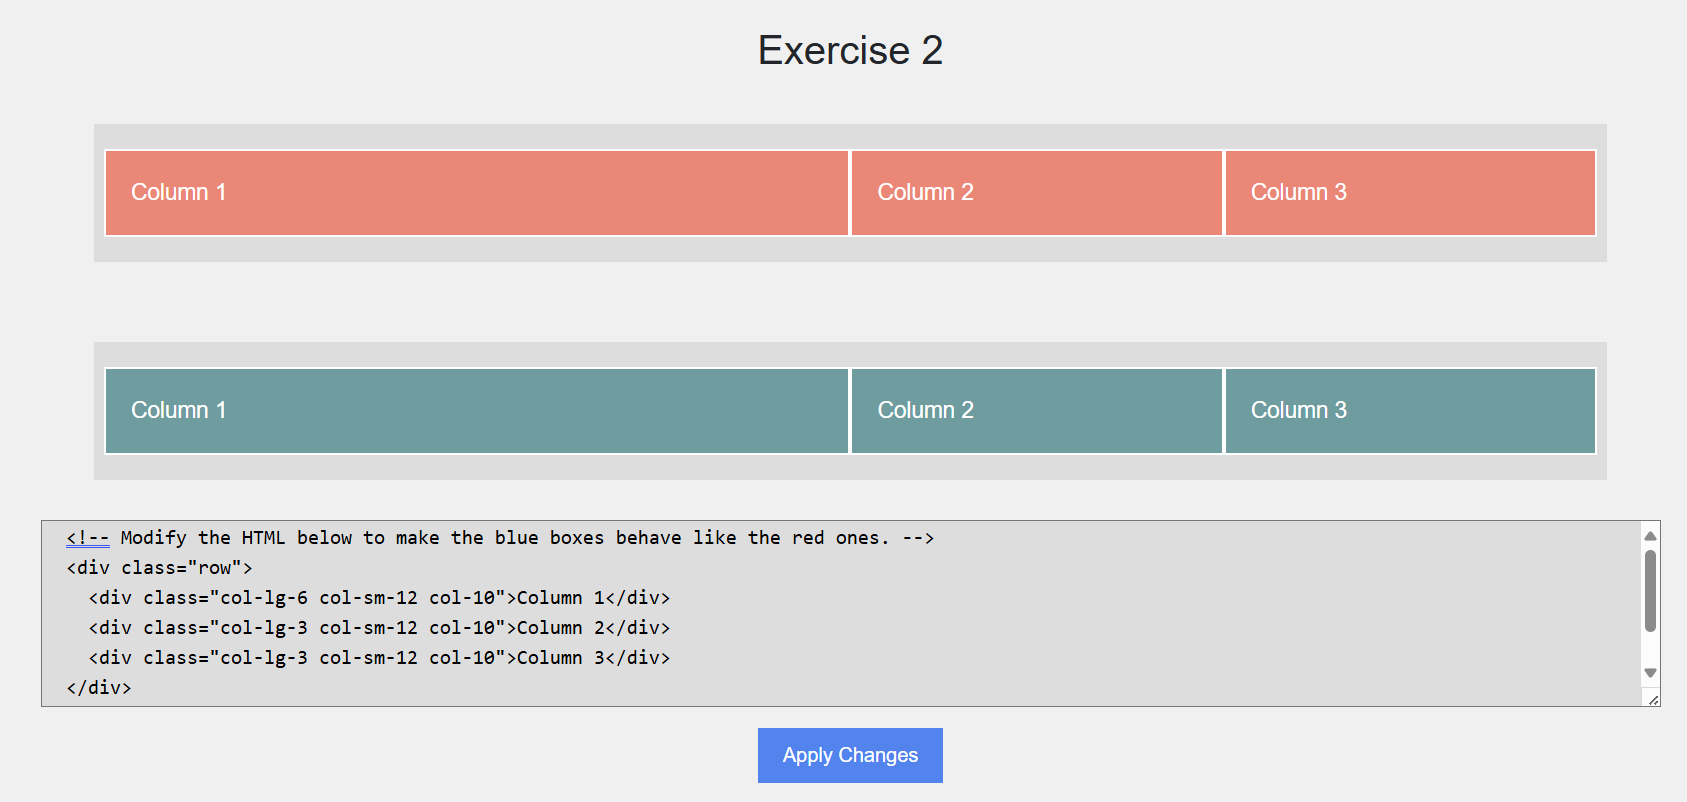 Exercise 2
Column 1 Column 2 Column 3
Column 1 Column 2 Column 3
<!-- Modify the HTML below to make the blue boxes behave like the red ones. -->
<div class="row">
  <div class="col-lg-6 col-sm-12 col-10">Column 1</div>
  <div class="col-lg-3 col-sm-12 col-10">Column 2</div>
  <div class="col-lg-3 col-sm-12 col-10">Column 3</div>
</div>
Apply Changes